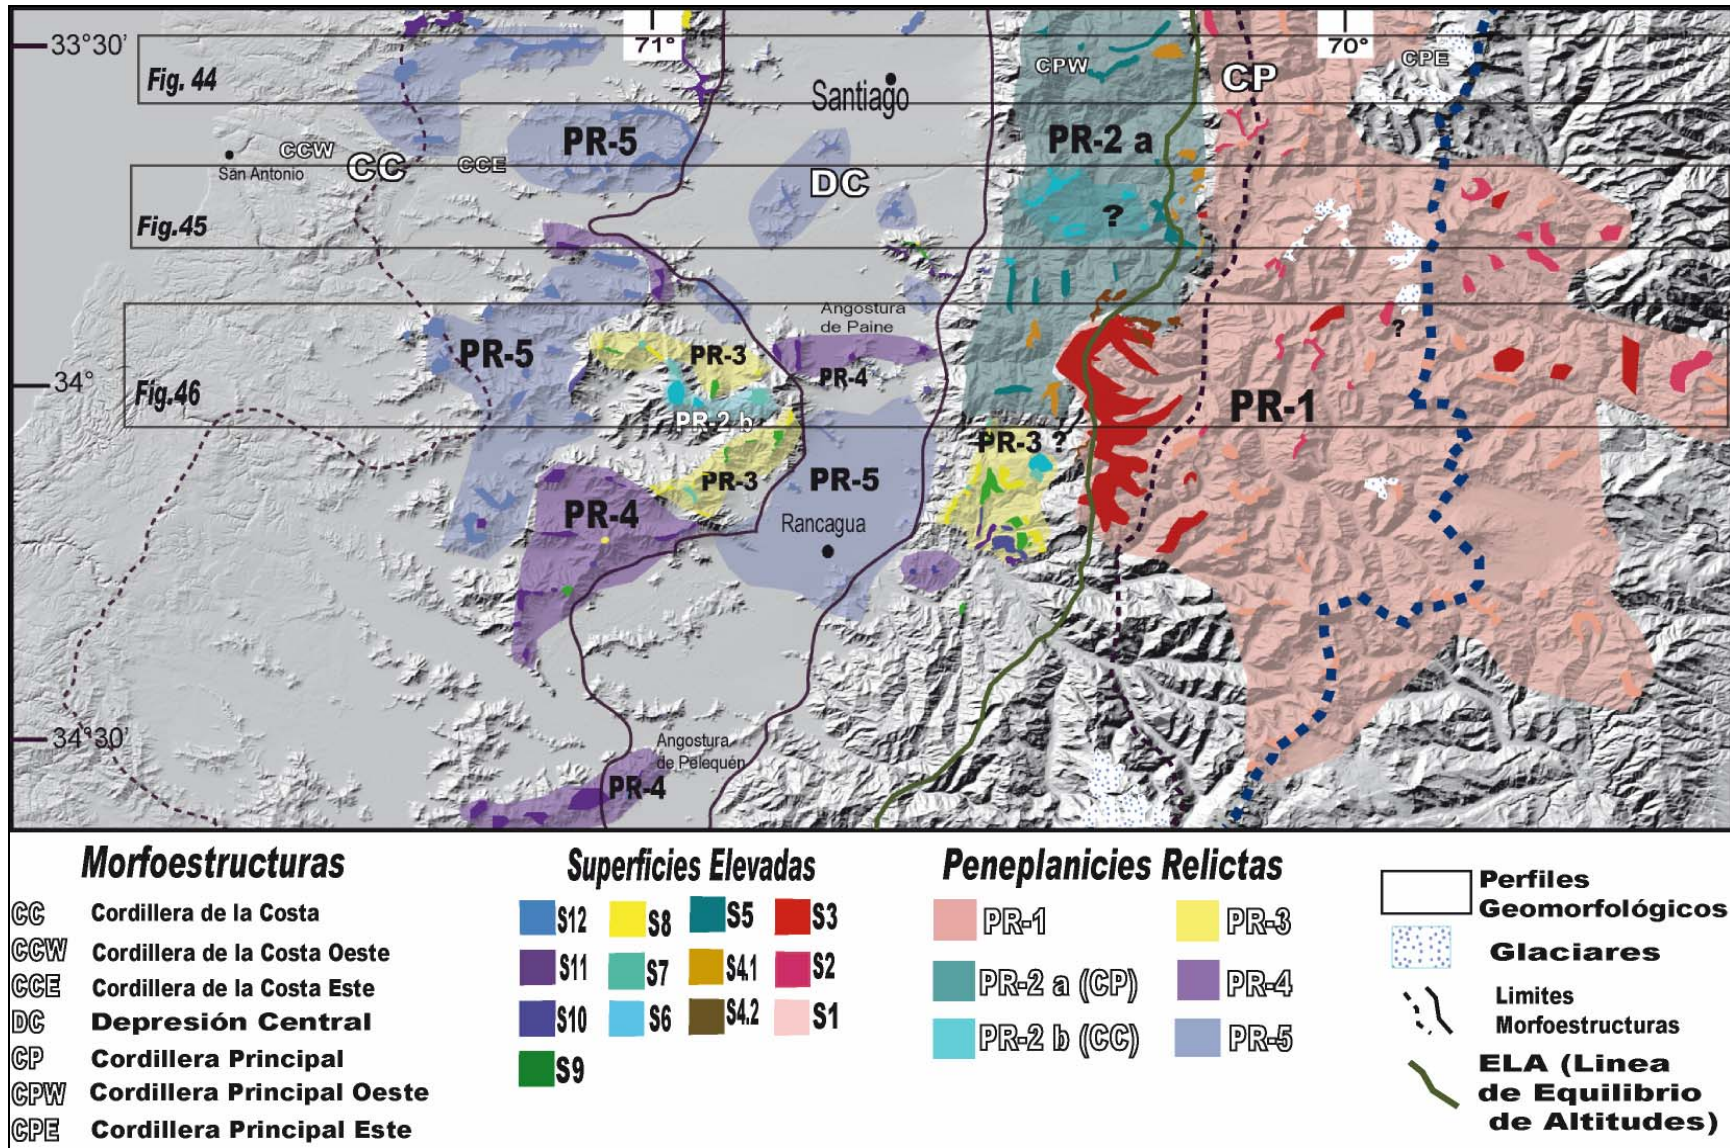 71°
70°
33°30'
Fig. 44
CPW
CP
CPE
Santiago
PR-5
PR-2 a
CCW
CC
CCE
San Antonio
DC
?
Fig.45
Angostura
de Paine
?
PR-5
PR-3
PR-4
34°
Fig.46
PR-1
PR-2 b
PR-3 ?
PR-3
PR-5
PR-4
Rancagua
34°30'
Angostura
de Pelequén
PR-4
Morfoestructuras
CC Cordillera de la Costa
CCW Cordillera de la Costa Oeste
CCE Cordillera de la Costa Este
DC Depresión Central
CP Cordillera Principal
CPW Cordillera Principal Oeste
CPE Cordillera Principal Este
Superficies Elevadas
S12 S8 S5 S3
S11 S7 S4.1 S2
S10 S6 S4.2 S1
S9
Peneplanicies Relictas
PR-1 PR-3
PR-2 a (CP) PR-4
PR-2 b (CC) PR-5
Perfiles
Geomorfológicos
Glaciares
Limites
Morfoestructuras
ELA (Linea
de Equilibrio
de Altitudes)